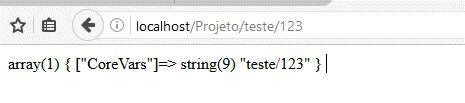 localhost/Projeto/teste/123
array(1) { ["CoreVars"]=> string(9) "teste/123" }